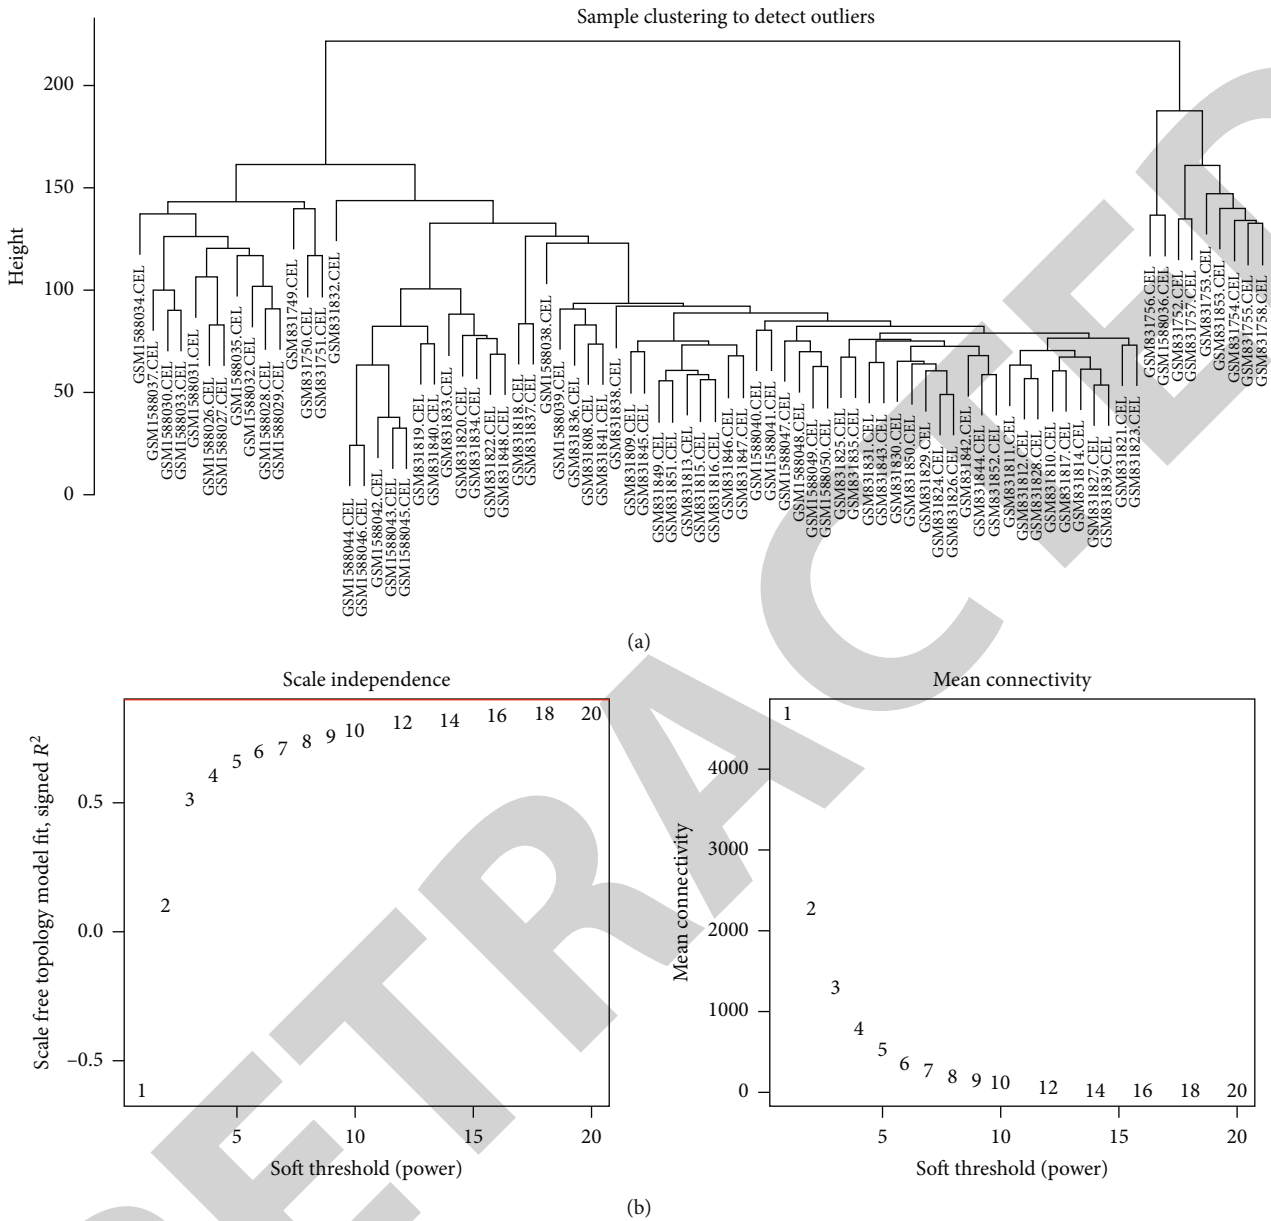 Sample clustering to detect outliers
Height
200
150
100
50
0
GSM1588034.CEL
GSM1588037.CEL
GSM1588030.CEL
GSM1588033.CEL
GSM1588031.CEL
GSM1588026.CEL
GSM1588027.CEL
GSM1588035.CEL
GSM1588032.CEL
GSM1588028.CEL
GSM1588029.CEL
GSM831749.CEL
GSM831750.CEL
GSM831751.CEL
GSM831832.CEL
GSM1588044.CEL
GSM1588046.CEL
GSM1588042.CEL
GSM1588043.CEL
GSM1588045.CEL
GSM831819.CEL
GSM831840.CEL
GSM831833.CEL
GSM831820.CEL
GSM831834.CEL
GSM831822.CEL
GSM831848.CEL
GSM831818.CEL
GSM831837.CEL
GSM1588038.CEL
GSM1588039.CEL
GSM831836.CEL
GSM831808.CEL
GSM831841.CEL
GSM831838.CEL
GSM831809.CEL
GSM831845.CEL
GSM831849.CEL
GSM831851.CEL
GSM831813.CEL
GSM831815.CEL
GSM831816.CEL
GSM831846.CEL
GSM831847.CEL
GSM1588040.CEL
GSM1588041.CEL
GSM1588047.CEL
GSM1588048.CEL
GSM1588049.CEL
GSM1588050.CEL
GSM831825.CEL
GSM831835.CEL
GSM831831.CEL
GSM831843.CEL
GSM831830.CEL
GSM831850.CEL
GSM831829.CEL
GSM831824.CEL
GSM831826.CEL
GSM831842.CEL
GSM831844.CEL
GSM831852.CEL
GSM831811.CEL
GSM831812.CEL
GSM831828.CEL
GSM831810.CEL
GSM831817.CEL
GSM831814.CEL
GSM831827.CEL
GSM831839.CEL
GSM831821.CEL
GSM831823.CEL
GSM831756.CEL
GSM1588036.CEL
GSM831752.CEL
GSM831757.CEL
GSM831753.CEL
GSM831853.CEL
GSM831754.CEL
GSM831755.CEL
GSM831758.CEL
(a)
Scale independence
Scale free topology model fit, signed R²
0.5
0.0
–0.5
1 2 3 4 5 6 7 8 9 10 12 14 16 18 20
5 10 15 20
Soft threshold (power)
Mean connectivity
Mean connectivity
4000
3000
2000
1000
0
1 2 3 4 5 6 7 8 9 10 12 14 16 18 20
5 10 15 20
Soft threshold (power)
(b)
RETRACTED